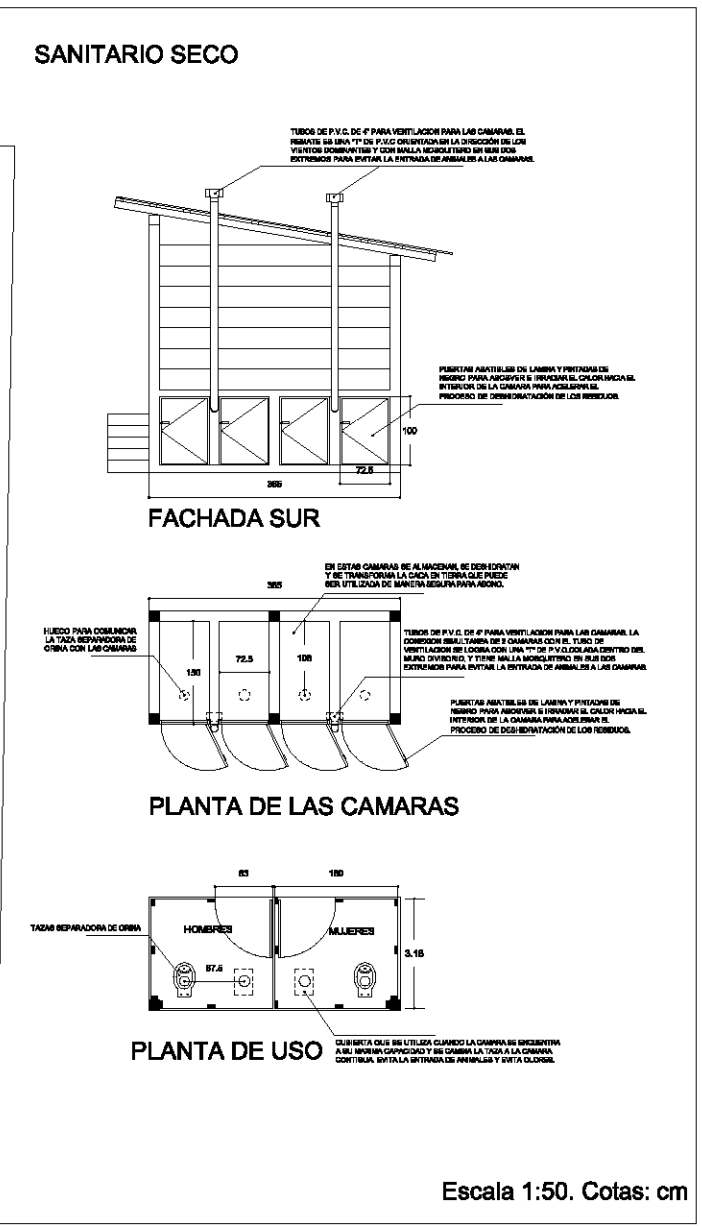 SANITARIO SECO
TUBOS DE P.V.C. DE 4" PARA VENTILACION PARA LAS CAMARAS. EL
REMATE ES UNA "T" DE P.V.C ORIENTADA EN LA DIRECCIÓN DE LOS
VIENTOS DOMINANTES Y CON MALLA MOSQUITERO EN SUS DOS
EXTREMOS PARA EVITAR LA ENTRADA DE ANIMALES A LAS CAMARAS.
PUERTAS ABATIBLES DE LAMINA Y PINTADAS DE
NEGRO PARA ABSOVER E IRRADIAR EL CALOR HACIA EL
INTERIOR DE LA CAMARA PARA ACELERAR EL
PROCESO DE DESHIDRATACIÓN DE LOS RESIDUOS.
100
72.5
365
FACHADA SUR
EN ESTAS CAMARAS SE ALMACENAN, SE DESHIDRATAN
Y SE TRANSFORMA LA CACA EN TIERRA QUE PUEDE
SER UTILIZADA DE MANERA SEGURA PARA ABONO.
365
HUECO PARA COMUNICAR
LA TAZA SEPARADORA DE
ORINA CON LAS CAMARAS
TUBOS DE P.V.C. DE 4" PARA VENTILACION PARA LAS CAMARAS. LA
CONEXION SIMULTANEA DE 2 CAMARAS CON EL TUBO DE
VENTILACION SE LOGRA CON UNA "T" DE P.V.C.COLADA DENTRO DEL
MURO DIVISORIO, Y TIENE MALLA MOSQUITERO EN SUS DOS
EXTREMOS PARA EVITAR LA ENTRADA DE ANIMALES A LAS CAMARAS.
150
72.5
108
PUERTAS ABATIBLES DE LAMINA Y PINTADAS DE
NEGRO PARA ABSOVER E IRRADIAR EL CALOR HACIA EL
INTERIOR DE LA CAMARA PARA ACELERAR EL
PROCESO DE DESHIDRATACIÓN DE LOS RESIDUOS.
PLANTA DE LAS CAMARAS
83
180
TAZAS SEPARADORA DE ORINA
HOMBRES
MUJERES
87.5
3.15
PLANTA DE USO
CUBIERTA QUE SE UTILIZA CUANDO LA CAMARA SE ENCUENTRA
A SU MAXIMA CAPACIDAD Y SE CAMBIA LA TAZA A LA CAMARA
CONTIGUA. EVITA LA ENTRADA DE ANIMALES Y EVITA OLORES.
Escala 1:50. Cotas: cm